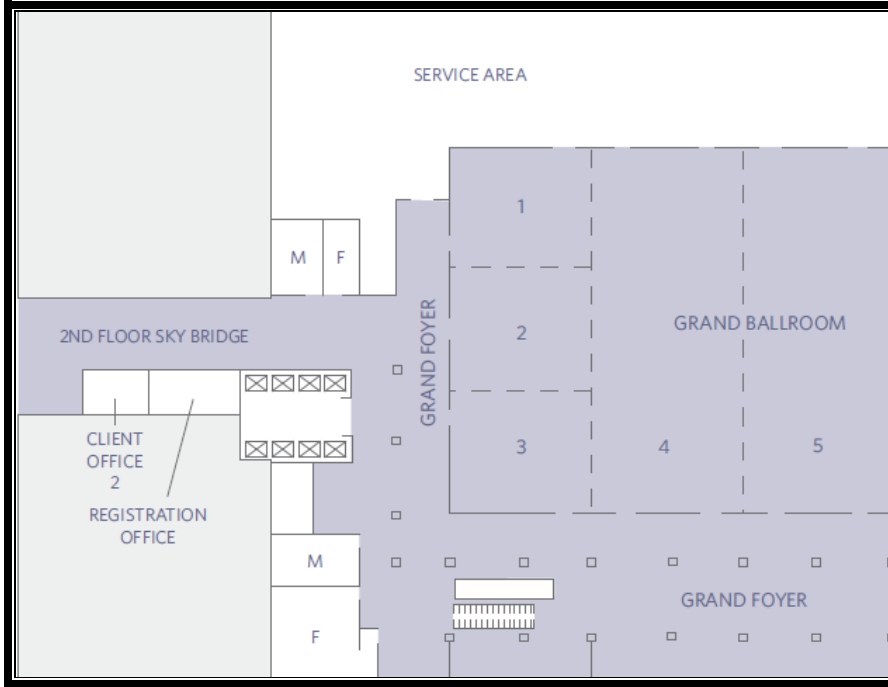 SERVICE AREA
1
M
F
GRAND FOYER
2ND FLOOR SKY BRIDGE
2
GRAND BALLROOM
CLIENT
OFFICE
2
3
4
5
REGISTRATION
OFFICE
M
GRAND FOYER
F